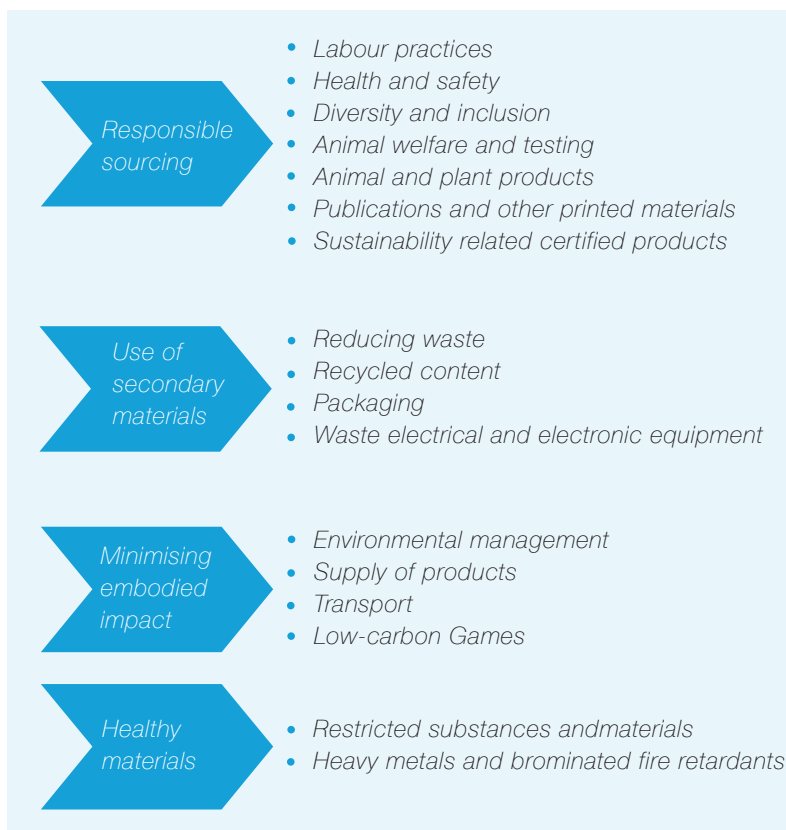 Responsible
sourcing
• Labour practices
• Health and safety
• Diversity and inclusion
• Animal welfare and testing
• Animal and plant products
• Publications and other printed materials
• Sustainability related certified products
Use of
secondary
materials
• Reducing waste
• Recycled content
• Packaging
• Waste electrical and electronic equipment
Minimising
embodied
impact
• Environmental management
• Supply of products
• Transport
• Low-carbon Games
Healthy
materials
• Restricted substances andmaterials
• Heavy metals and brominated fire retardants